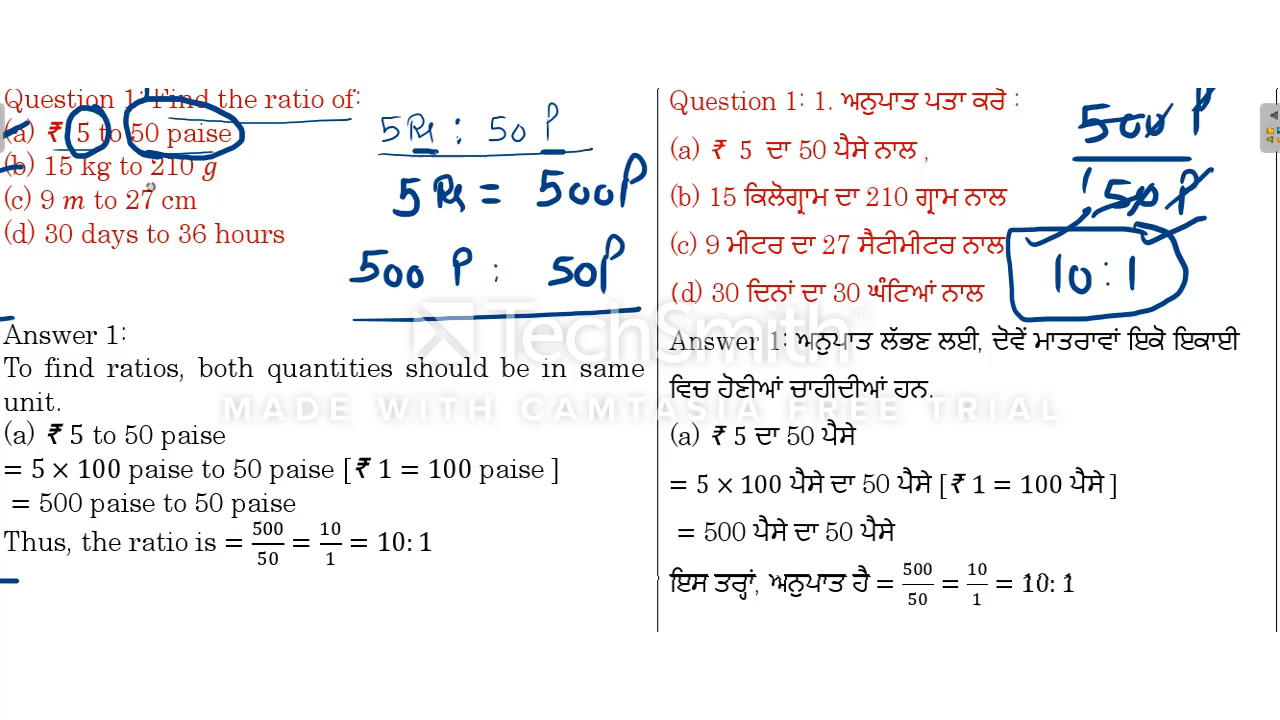 Question 1: Find the ratio of:
(a) ₹ 5 to 50 paise
(b) 15 kg to 210 g
(c) 9 m to 27 cm
(d) 30 days to 36 hours
5 Rs : 50 P
5 Rs = 500 P
500 P : 50 P
Answer 1:
To find ratios, both quantities should be in same
unit.
(a) ₹ 5 to 50 paise
= 5 × 100 paise to 50 paise [₹ 1 = 100 paise ]
= 500 paise to 50 paise
Thus, the ratio is = 500/50 = 10/1 = 10: 1
Question 1: 1. ਅਨੁਪਾਤ ਪਤਾ ਕਰੋ :
(a) ₹ 5 ਦਾ 50 ਪੈਸੇ ਨਾਲ ,
(b) 15 ਕਿਲੋਗ੍ਰਾਮ ਦਾ 210 ਗ੍ਰਾਮ ਨਾਲ
(c) 9 ਮੀਟਰ ਦਾ 27 ਸੈਟੀਮੀਟਰ ਨਾਲ
(d) 30 ਦਿਨਾਂ ਦਾ 30 ਘੰਟਿਆਂ ਨਾਲ
500 P
1 50 P
10 : 1
Answer 1: ਅਨੁਪਾਤ ਲੱਭਣ ਲਈ, ਦੋਵੇਂ ਮਾਤਰਾਵਾਂ ਇਕੋ ਇਕਾਈ
ਵਿਚ ਹੋਣੀਆਂ ਚਾਹੀਦੀਆਂ ਹਨ.
(a) ₹ 5 ਦਾ 50 ਪੈਸੇ
= 5 × 100 ਪੈਸੇ ਦਾ 50 ਪੈਸੇ [₹ 1 = 100 ਪੈਸੇ ]
= 500 ਪੈਸੇ ਦਾ 50 ਪੈਸੇ
ਇਸ ਤਰ੍ਹਾਂ, ਅਨੁਪਾਤ ਹੈ = 500/50 = 10/1 = 10: 1
TechSmith®
MADE WITH CAMTASIA FREE TRIAL